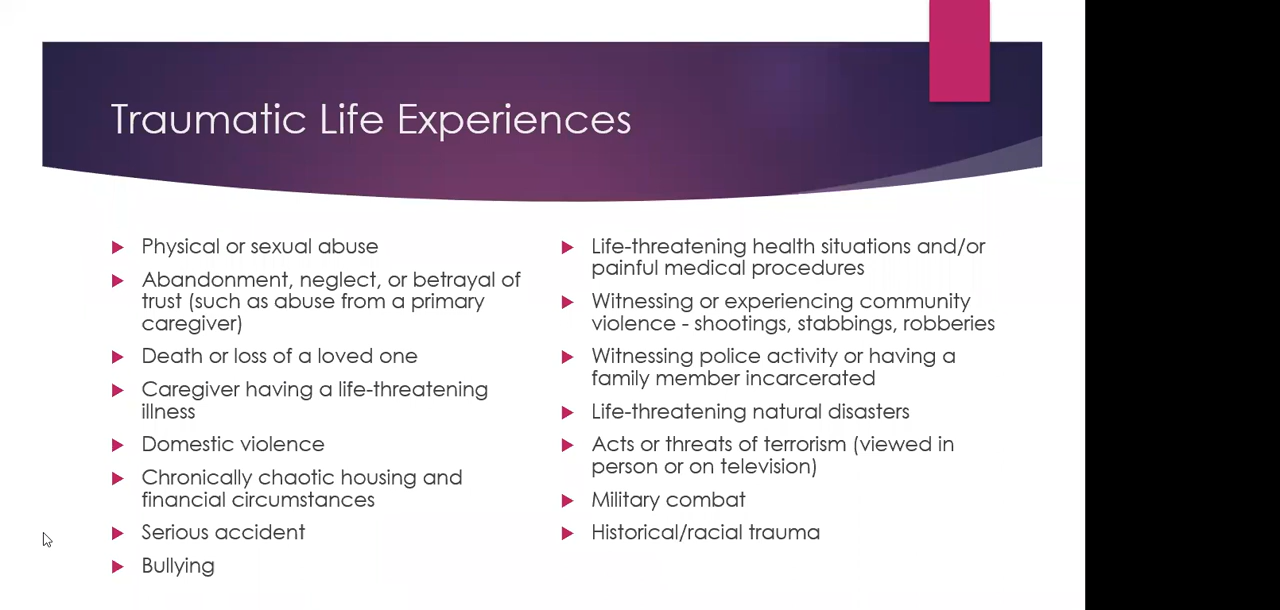 Traumatic Life Experiences
Physical or sexual abuse
Abandonment, neglect, or betrayal of
trust (such as abuse from a primary
caregiver)
Death or loss of a loved one
Caregiver having a life-threatening
illness
Domestic violence
Chronically chaotic housing and
financial circumstances
Serious accident
Bullying
Life-threatening health situations and/or
painful medical procedures
Witnessing or experiencing community
violence - shootings, stabbings, robberies
Witnessing police activity or having a
family member incarcerated
Life-threatening natural disasters
Acts or threats of terrorism (viewed in
person or on television)
Military combat
Historical/racial trauma